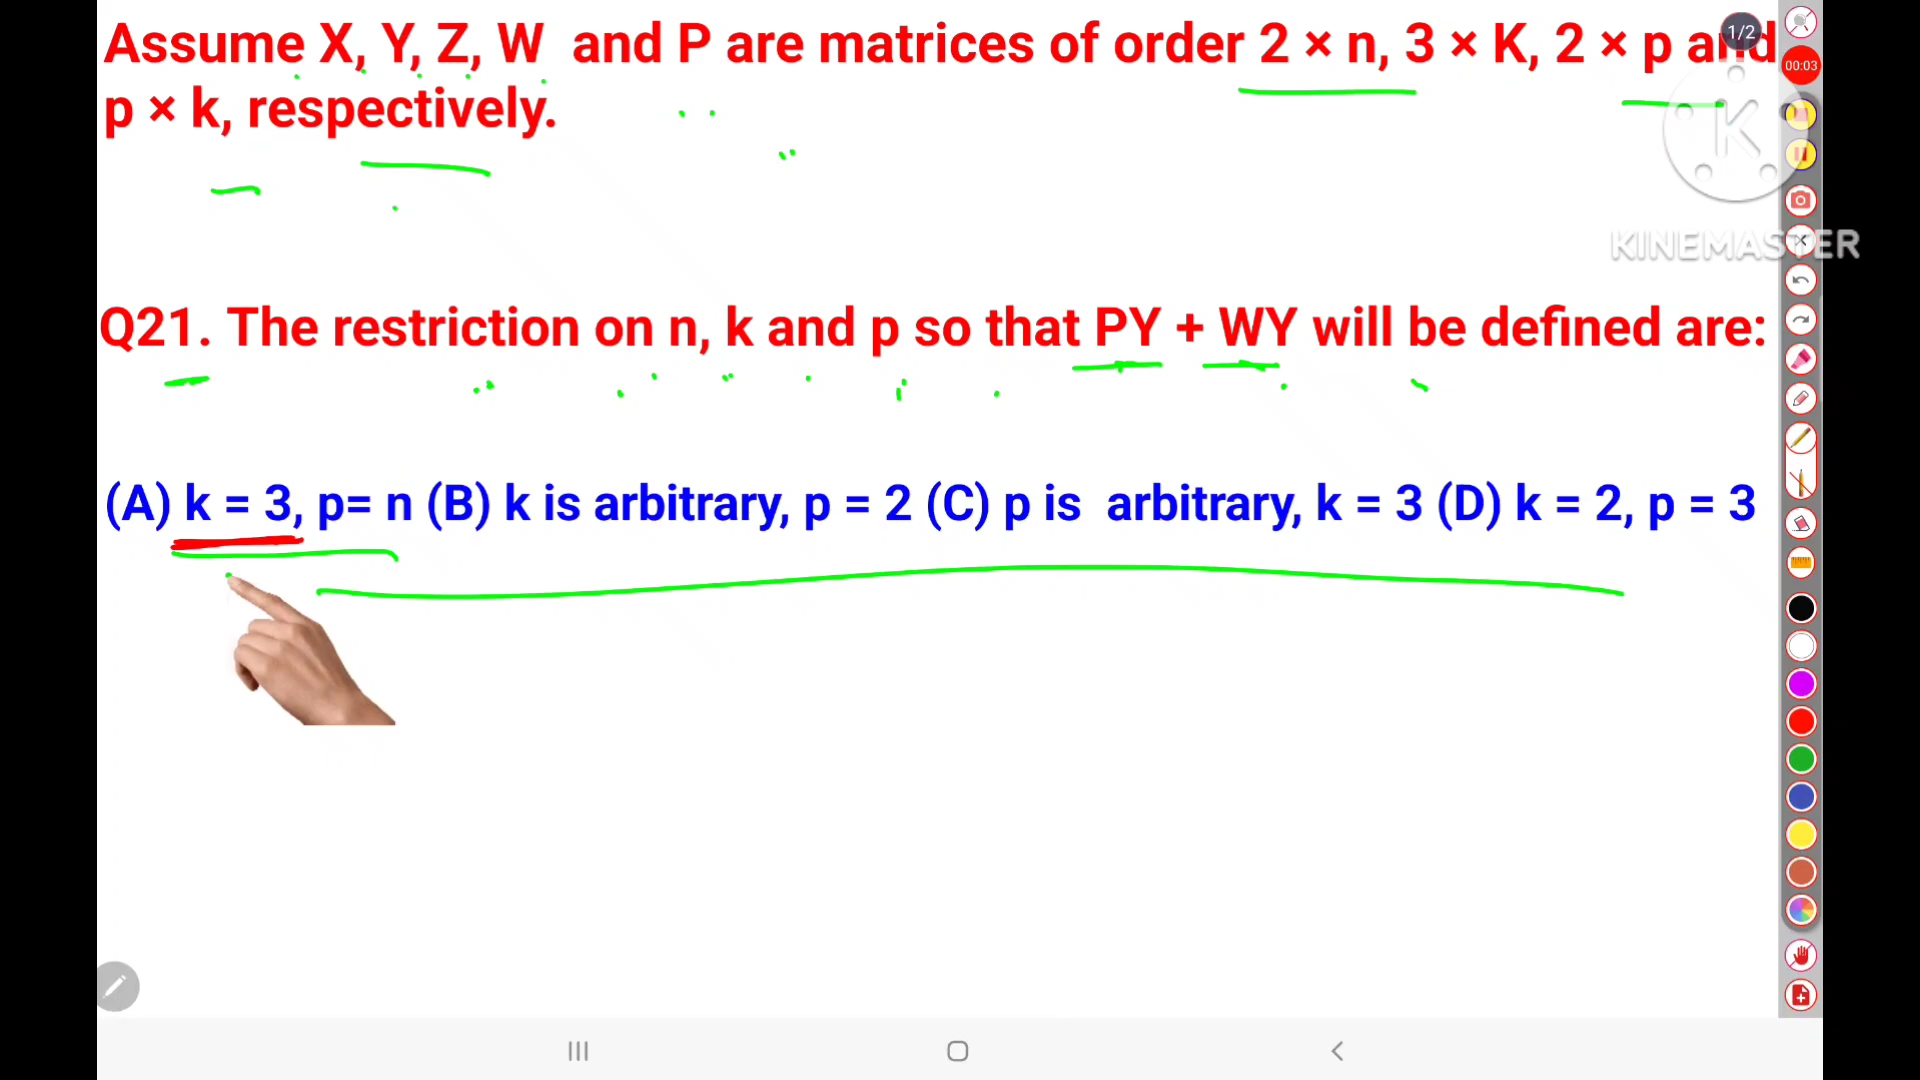 Assume X, Y, Z, W and P are matrices of order 2 × n, 3 × K, 2 × p and
1/2
00:03
p × k, respectively.
K
KINEMASTER
Q21. The restriction on n, k and p so that PY + WY will be defined are:
(A) k = 3, p= n (B) k is arbitrary, p = 2 (C) p is arbitrary, k = 3 (D) k = 2, p = 3